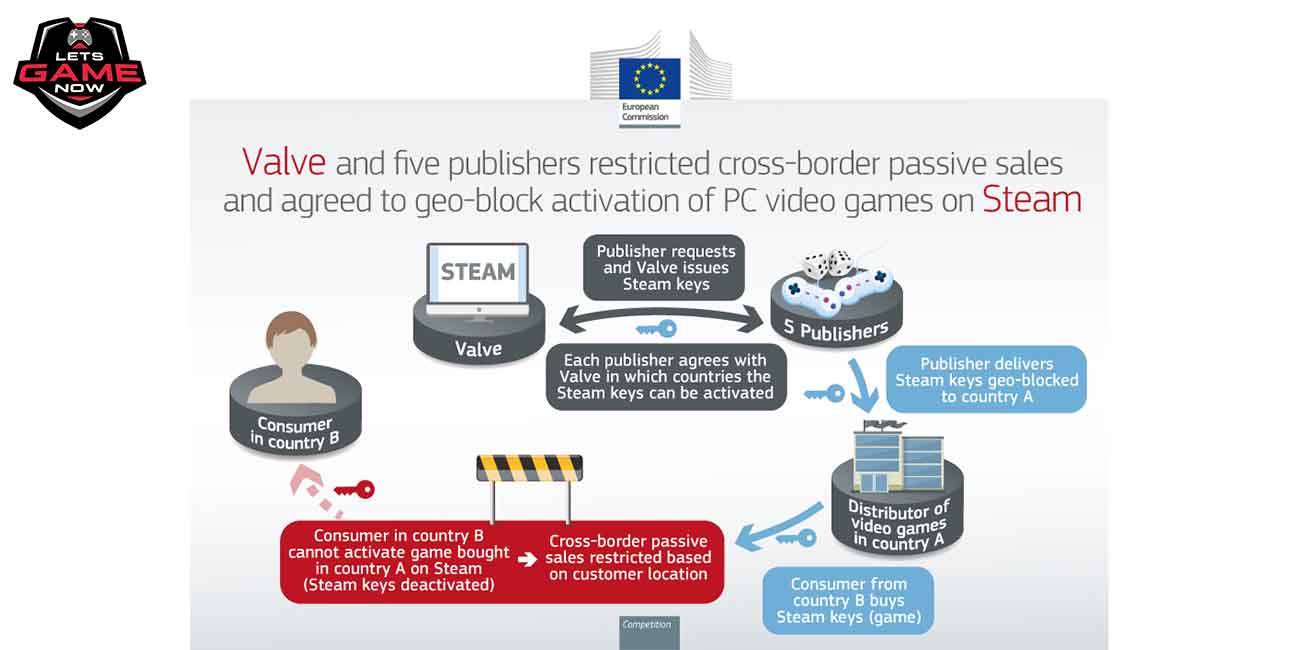 LETS
GAME
NOW
European
Commission
Valve and five publishers restricted cross-border passive sales
and agreed to geo-block activation of PC video games on Steam
STEAM
Valve
Publisher requests
and Valve issues
Steam keys
5 Publishers
Each publisher agrees with
Valve in which countries the
Steam keys can be activated
Publisher delivers
Steam keys geo-blocked
to country A
Consumer
in country B
Distributor of
video games
in country A
Consumer in country B
cannot activate game bought
in country A on Steam
(Steam keys deactivated)
Cross-border passive
sales restricted based
on customer location
Consumer from
country B buys
Steam keys (game)
Competition